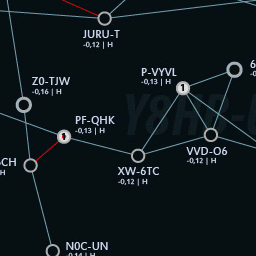 JURU-T
-0,12 | H
P-VYVL
-0,13 | H
6
Z0-TJW
-0,16 | H
1
PF-QHK
-0,13 | H
VVD-O6
-0,12 | H
XW-6TC
-0,12 | H
CH
H
N0C-UN
-0,14 | H